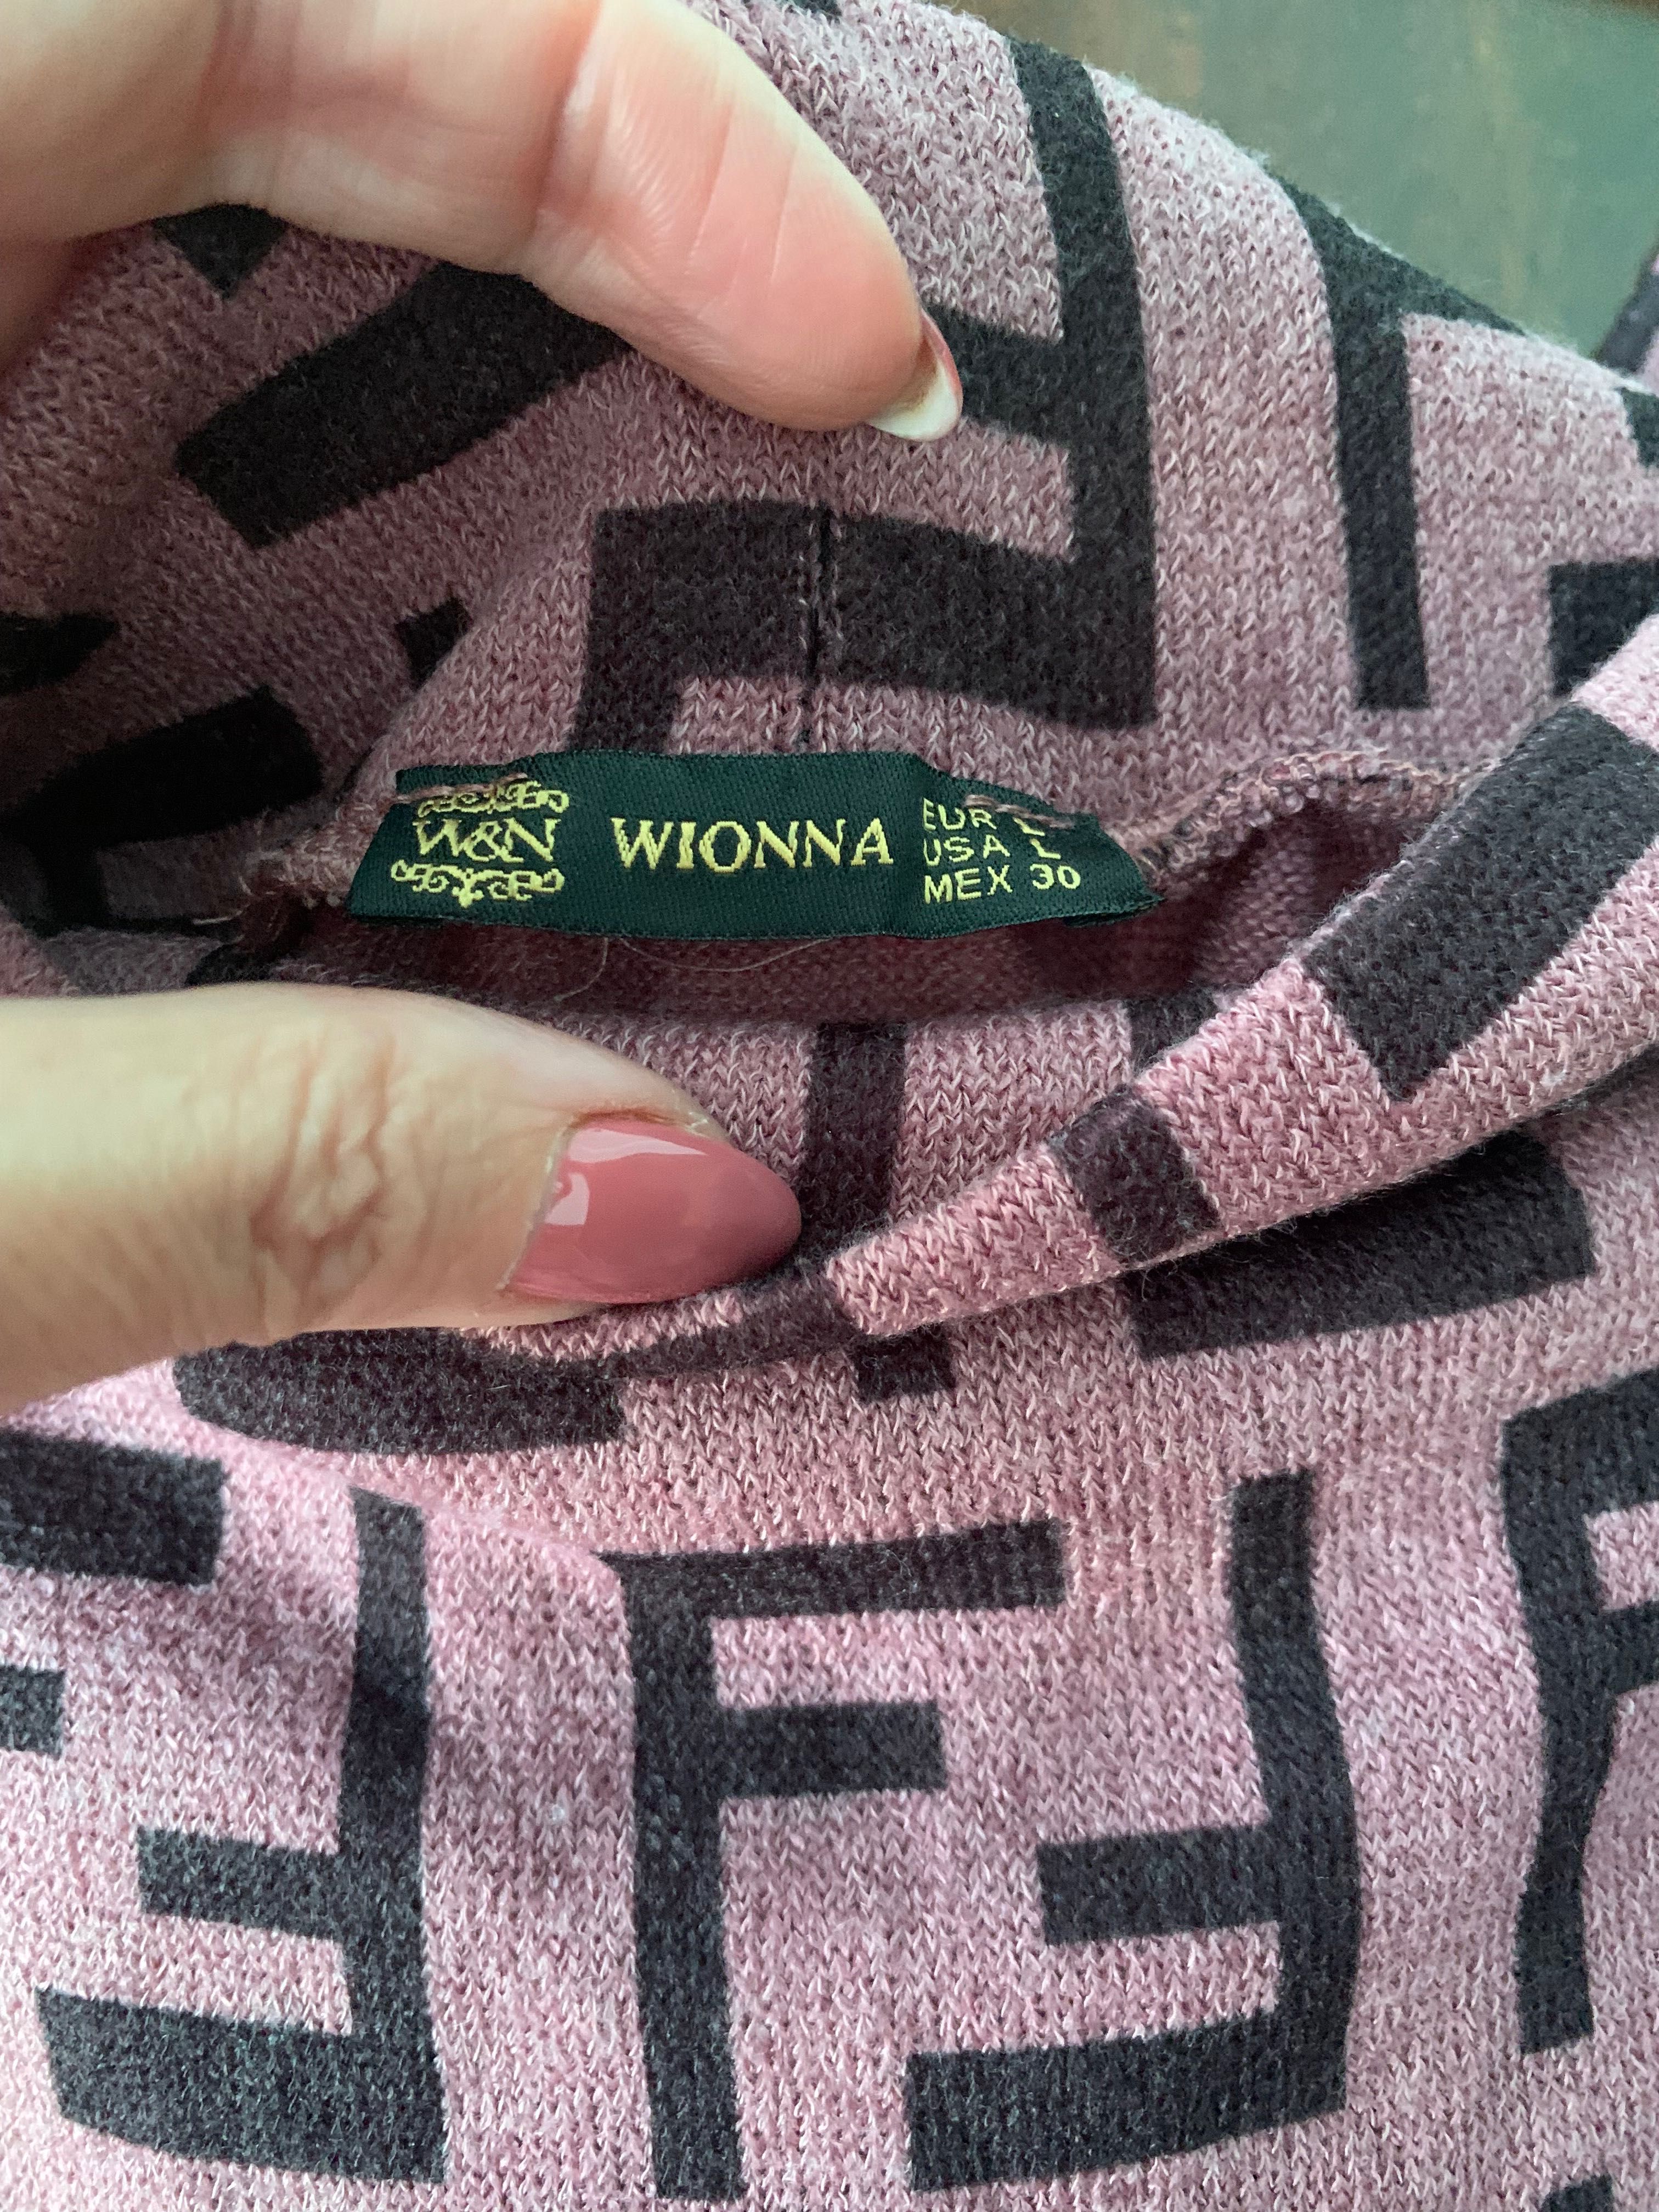 W&N
WIONNA
EUR L
USA L
MEX 30